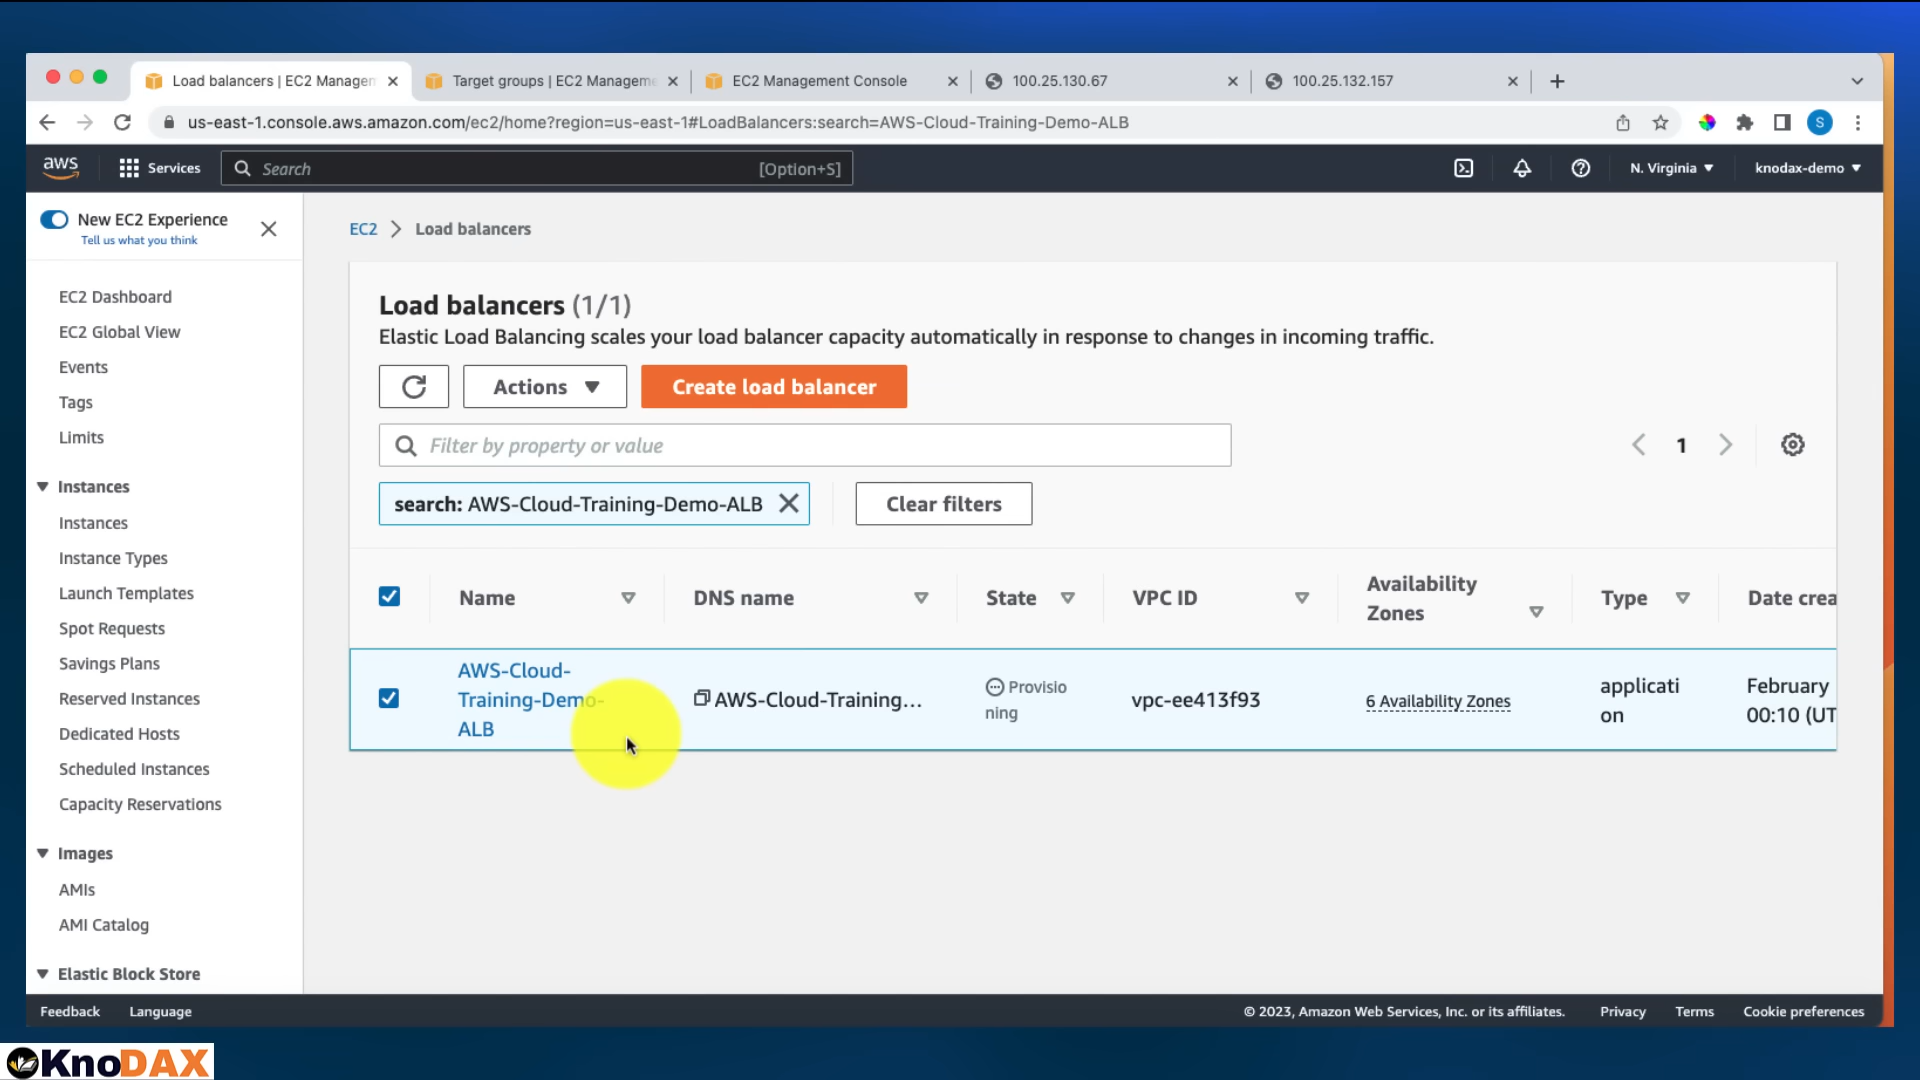 Load balancers | EC2 Managem
Target groups | EC2 Manageme
EC2 Management Console
100.25.130.67
100.25.132.157
us-east-1.console.aws.amazon.com/ec2/home?region=us-east-1#LoadBalancers:search=AWS-Cloud-Training-Demo-ALB
S
aws
Services
Search
[Option+S]
N. Virginia
knodax-demo
New EC2 Experience
Tell us what you think
EC2 Dashboard
EC2 Global View
Events
Tags
Limits
Instances
Instances
Instance Types
Launch Templates
Spot Requests
Savings Plans
Reserved Instances
Dedicated Hosts
Scheduled Instances
Capacity Reservations
Images
AMIs
AMI Catalog
Elastic Block Store
EC2 > Load balancers
Load balancers (1/1)
Elastic Load Balancing scales your load balancer capacity automatically in response to changes in incoming traffic.
Actions
Create load balancer
Filter by property or value
1
search: AWS-Cloud-Training-Demo-ALB
Clear filters
Name
DNS name
State
VPC ID
Availability
Zones
Type
Date crea
AWS-Cloud-
Training-Demo-
ALB
AWS-Cloud-Training...
Provisio
ning
vpc-ee413f93
6 Availability Zones
applicati
on
February
00:10 (UT
Feedback
Language
© 2023, Amazon Web Services, Inc. or its affiliates.
Privacy
Terms
Cookie preferences
KnoDAX